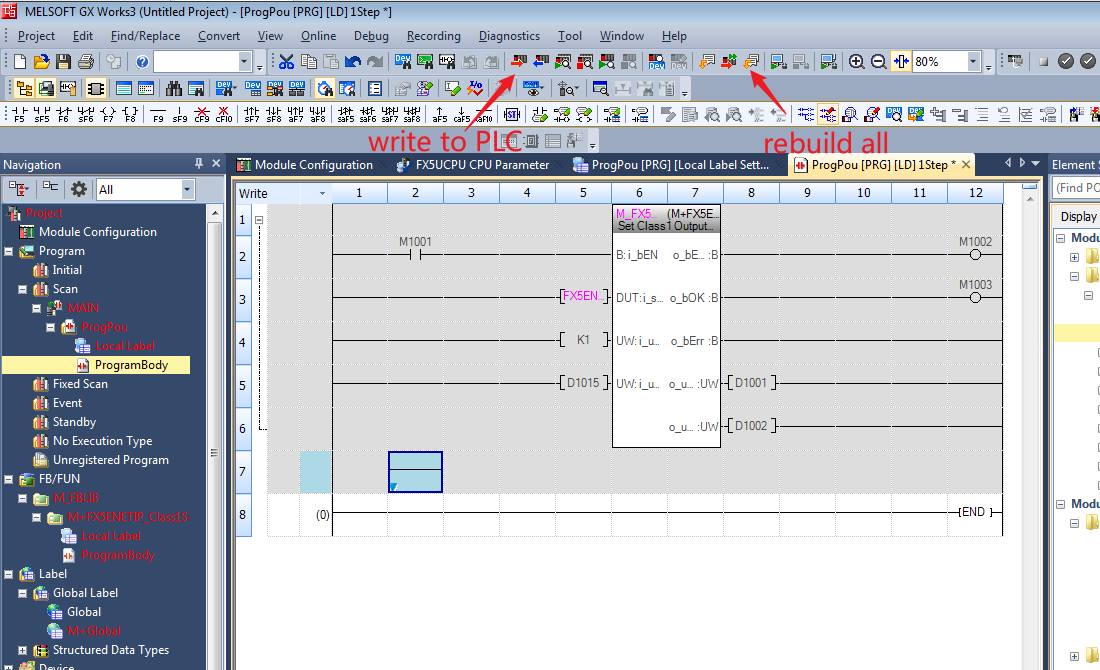 MELSOFT GX Works3 (Untitled Project) - [ProgPou [PRG] [LD] 1Step *]
Project Edit Find/Replace Convert View Online Debug Recording Diagnostics Tool Window Help
80%
F5 sF5 F6 sF6 F7 F8 F9 sF9 cF9 cF10 sF7 sF8 aF7 aF8 saF5 saF6 saF7 saF8 aF5 caF5 caF10
write to PLC
rebuild all
Navigation
All
Project
Module Configuration
Program
Initial
Scan
MAIN
ProgPou
Local Label
ProgramBody
Fixed Scan
Event
Standby
No Execution Type
Unregistered Program
FB/FUN
M+FX5ENETIP_Class1S
Local Label
ProgramBody
Label
Global Label
Global
M+Global
Structured Data Types
Device
Module Configuration FX5UCPU CPU Parameter ProgPou [PRG] [Local Label Sett... ProgPou [PRG] [LD] 1Step *
Write 1 2 3 4 5 6 7 8 9 10 11 12
1 M_FX5... (M+FX5E...
Set Class1 Output...
M1001 M1002
2 B:i_bEN o_bE... :B
M1003
3 FX5EN... DUT:i_s... o_bOK :B
4 K1 UW:i_u... o_bErr :B
5 D1015 UW:i_u... o_u... :UW D1001
6 o_u... :UW D1002
7
8 (0) END
Element
(Find PO
Display
Modu
Modu